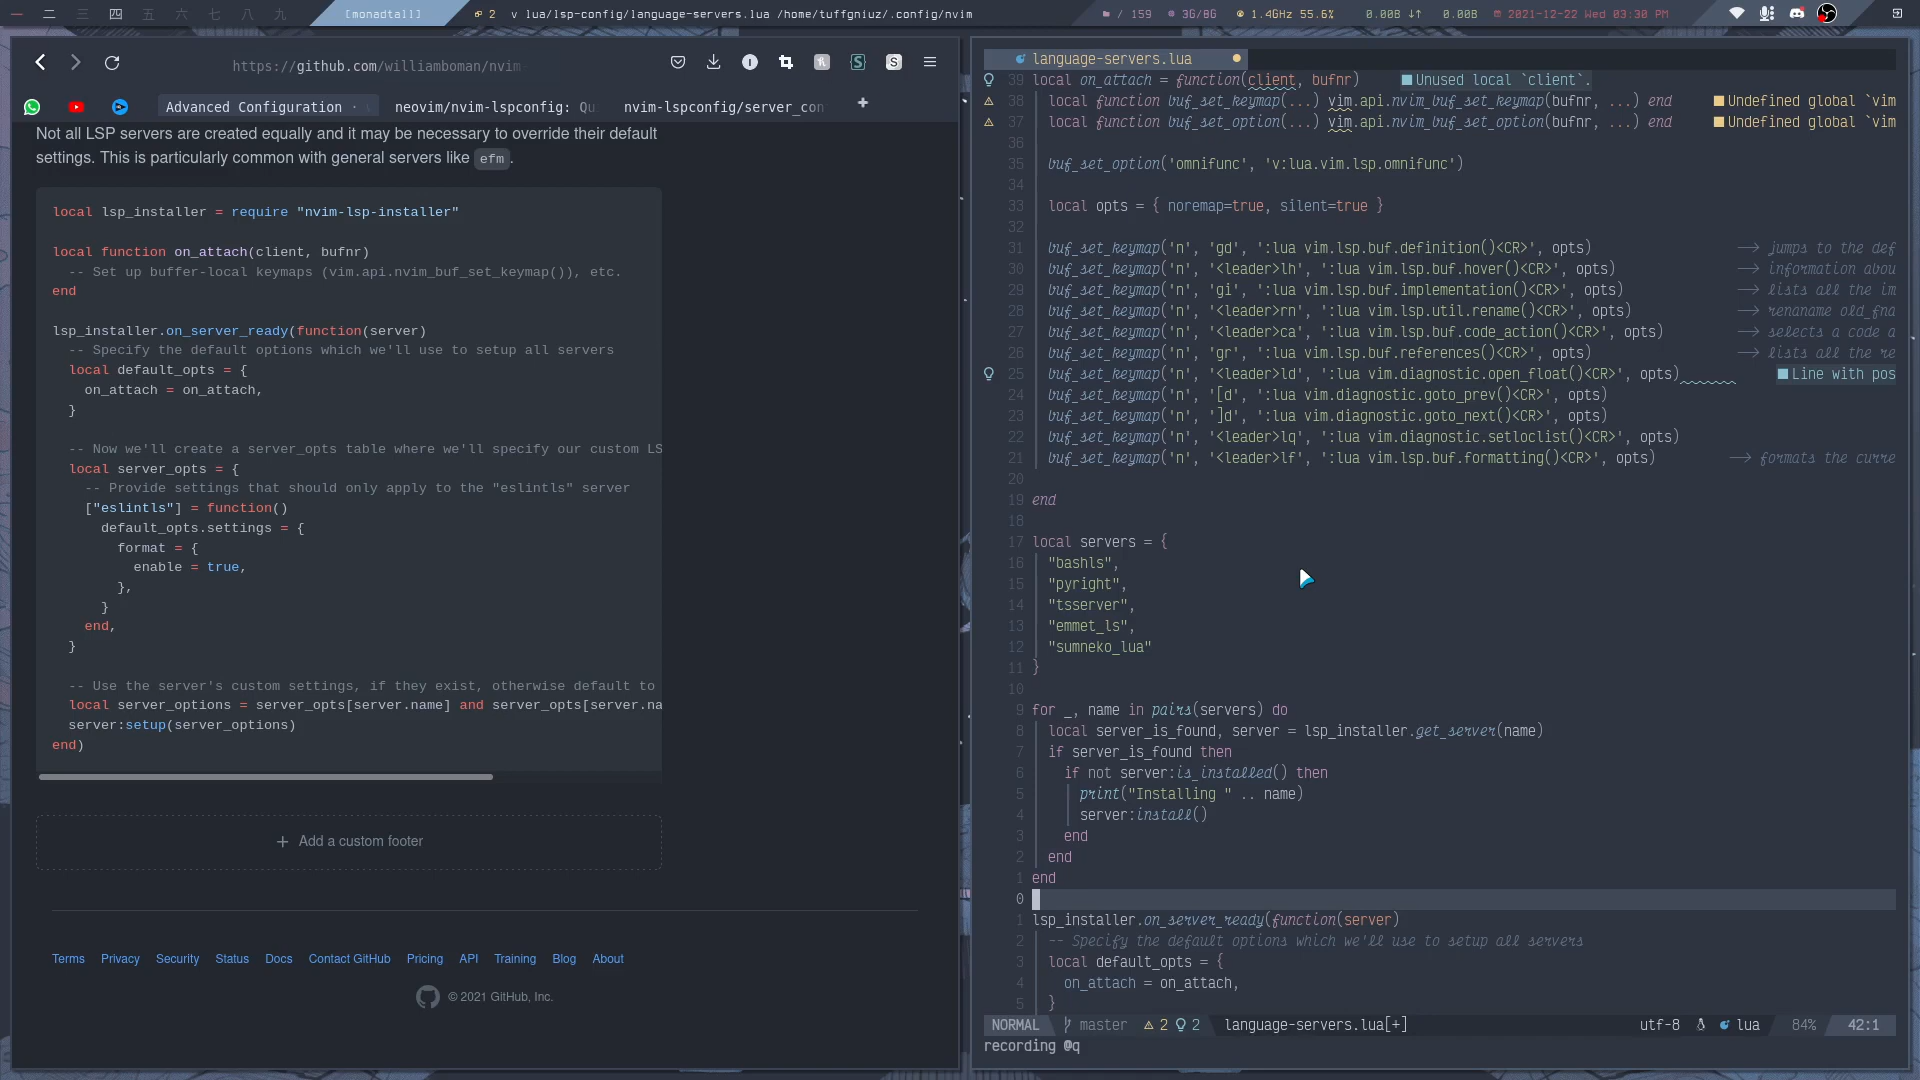 一 二 三 四 五 六 七 八 九
[monadtall]
2 v lua/lsp-config/language-servers.lua /home/tuffgniuz/.config/nvim
/ 159 3G/8G 1.4GHz 55.6% 0.00B ↓↑ 0.00B 2021-12-22 Wed 03:30 PM
https://github.com/williamboman/nvim-
Advanced Configuration ·
neovim/nvim-lspconfig: Qu
nvim-lspconfig/server_con
+
Not all LSP servers are created equally and it may be necessary to override their default
settings. This is particularly common with general servers like efm.
local lsp_installer = require "nvim-lsp-installer"
local function on_attach(client, bufnr)
-- Set up buffer-local keymaps (vim.api.nvim_buf_set_keymap()), etc.
end
lsp_installer.on_server_ready(function(server)
-- Specify the default options which we'll use to setup all servers
local default_opts = {
on_attach = on_attach,
}
-- Now we'll create a server_opts table where we'll specify our custom LS
local server_opts = {
-- Provide settings that should only apply to the "eslintls" server
["eslintls"] = function()
default_opts.settings = {
format = {
enable = true,
},
}
end,
}
-- Use the server's custom settings, if they exist, otherwise default to
local server_options = server_opts[server.name] and server_opts[server.na
server:setup(server_options)
end)
+ Add a custom footer
Terms Privacy Security Status Docs Contact GitHub Pricing API Training Blog About
© 2021 GitHub, Inc.
language-servers.lua
39 local on_attach = function(client, bufnr) Unused local `client`.
38 local function buf_set_keymap(...) vim.api.nvim_buf_set_keymap(bufnr, ...) end Undefined global `vim
37 local function buf_set_option(...) vim.api.nvim_buf_set_option(bufnr, ...) end Undefined global `vim
36
35 buf_set_option('omnifunc', 'v:lua.vim.lsp.omnifunc')
34
33 local opts = { noremap=true, silent=true }
32
31 buf_set_keymap('n', 'gd', ':lua vim.lsp.buf.definition()<CR>', opts) --> jumps to the def
30 buf_set_keymap('n', '<leader>lh', ':lua vim.lsp.buf.hover()<CR>', opts) --> information abou
29 buf_set_keymap('n', 'gi', ':lua vim.lsp.buf.implementation()<CR>', opts) --> lists all the im
28 buf_set_keymap('n', '<leader>rn', ':lua vim.lsp.util.rename()<CR>', opts) --> renaname old_fna
27 buf_set_keymap('n', '<leader>ca', ':lua vim.lsp.buf.code_action()<CR>', opts) --> selects a code a
26 buf_set_keymap('n', 'gr', ':lua vim.lsp.buf.references()<CR>', opts) --> lists all the re
25 buf_set_keymap('n', '<leader>ld', ':lua vim.diagnostic.open_float()<CR>', opts) Line with pos
24 buf_set_keymap('n', '[d', ':lua vim.diagnostic.goto_prev()<CR>', opts)
23 buf_set_keymap('n', ']d', ':lua vim.diagnostic.goto_next()<CR>', opts)
22 buf_set_keymap('n', '<leader>lq', ':lua vim.diagnostic.setloclist()<CR>', opts)
21 buf_set_keymap('n', '<leader>lf', ':lua vim.lsp.buf.formatting()<CR>', opts) --> formats the curre
20
19 end
18
17 local servers = {
16 "bashls",
15 "pyright",
14 "tsserver",
13 "emmet_ls",
12 "sumneko_lua"
11 }
10
9 for _, name in pairs(servers) do
8 local server_is_found, server = lsp_installer.get_server(name)
7 if server_is_found then
6 if not server:is_installed() then
5 print("Installing " .. name)
4 server:install()
3 end
2 end
1 end
0
1 lsp_installer.on_server_ready(function(server)
2 -- Specify the default options which we'll use to setup all servers
3 local default_opts = {
4 on_attach = on_attach,
5 }
NORMAL master 2 2 language-servers.lua[+] utf-8 lua 84% 42:1
recording @q